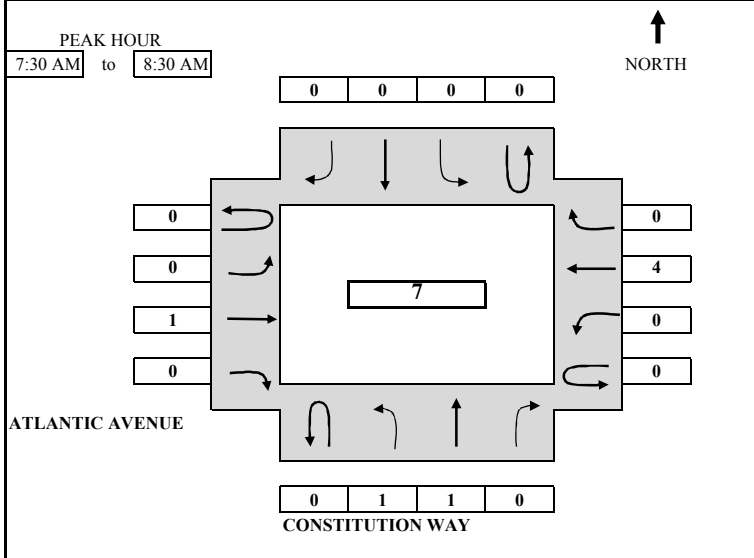 PEAK HOUR
7:30 AM to 8:30 AM
NORTH
0 0 0 0
0 0
0 4
7
1 0
0 0
ATLANTIC AVENUE
0 1 1 0
CONSTITUTION WAY